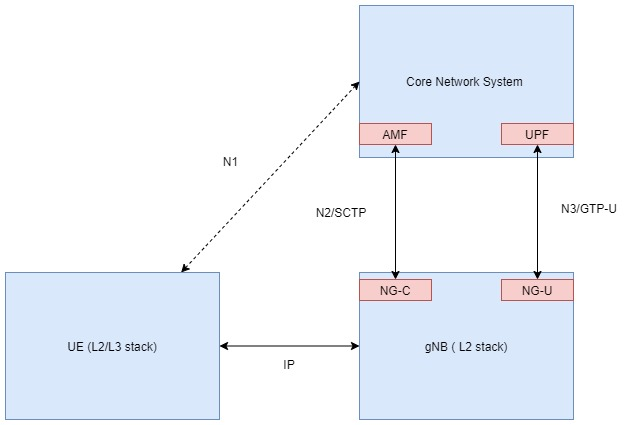 Core Network System
AMF
UPF
N1
N2/SCTP
N3/GTP-U
NG-C
NG-U
UE (L2/L3 stack)
gNB ( L2 stack)
IP